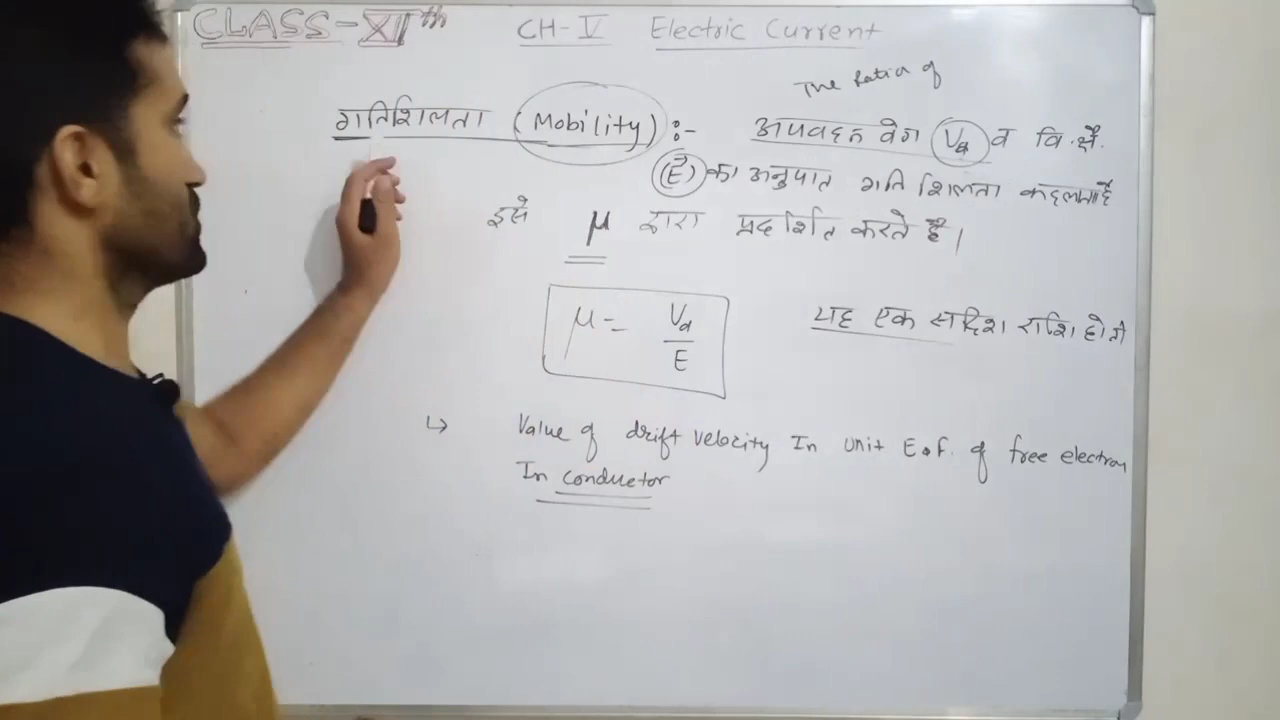 CLASS-XIth CH-V Electric Current
The Ratio of
गतिशिलता (Mobility) :- अपवहन वेग Vd व वि.क्षे.
(E⃗) का अनुपात गतिशिलता कहलाता है
इसे μ द्वारा प्रदर्शित करते है।
μ = Vd/E यह एक सदिश राशि होती
↳ Value of drift velocity In unit E.F. of free electron
In conductor